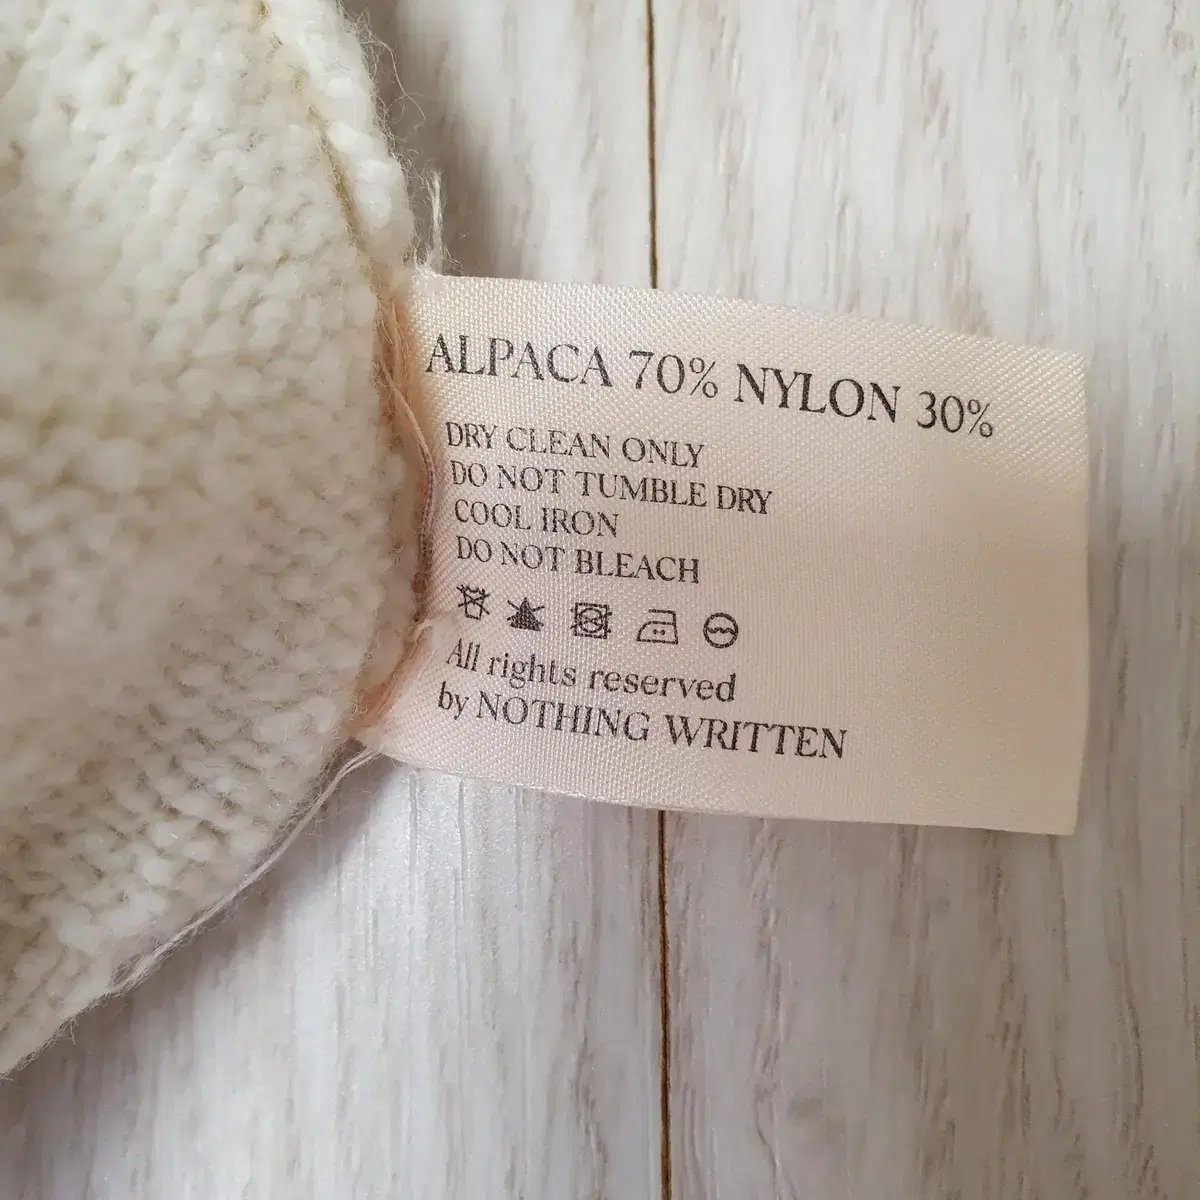 ALPACA 70% NYLON 30%
DRY CLEAN ONLY
DO NOT TUMBLE DRY
COOL IRON
DO NOT BLEACH
All rights reserved
by NOTHING WRITTEN